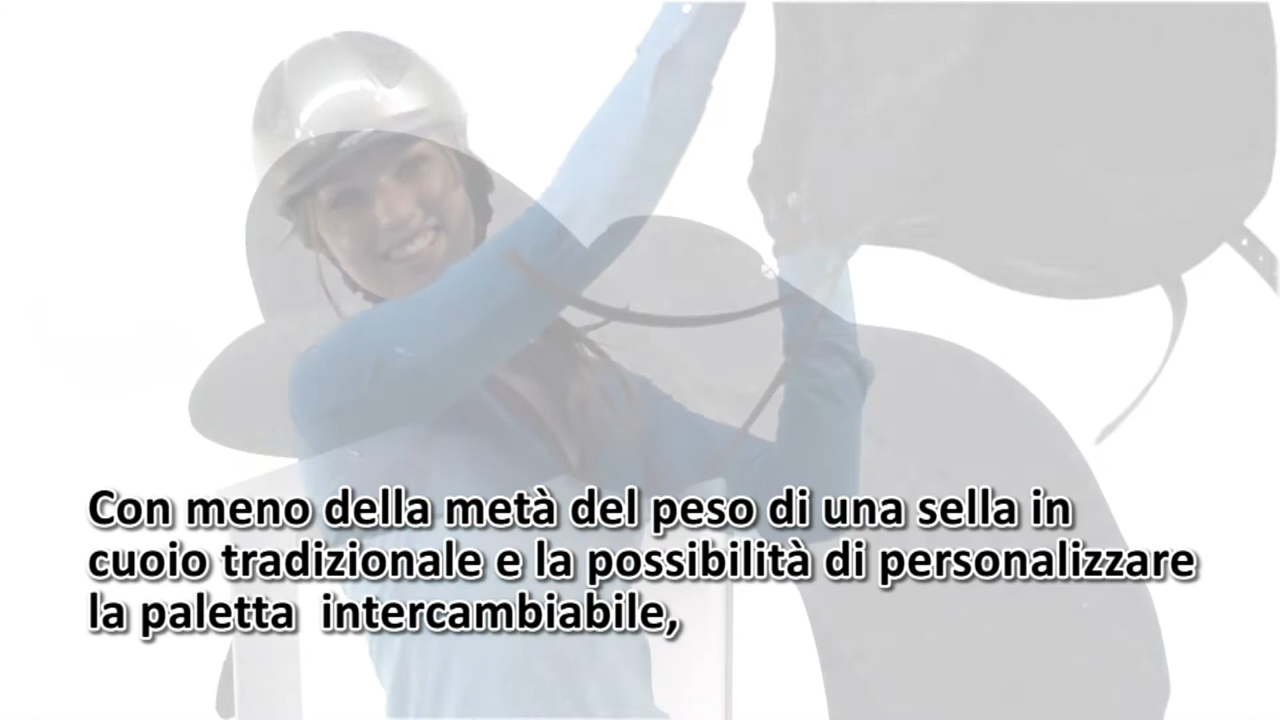 Con meno della metà del peso di una sella in
cuoio tradizionale e la possibilità di personalizzare
la paletta  intercambiabile,